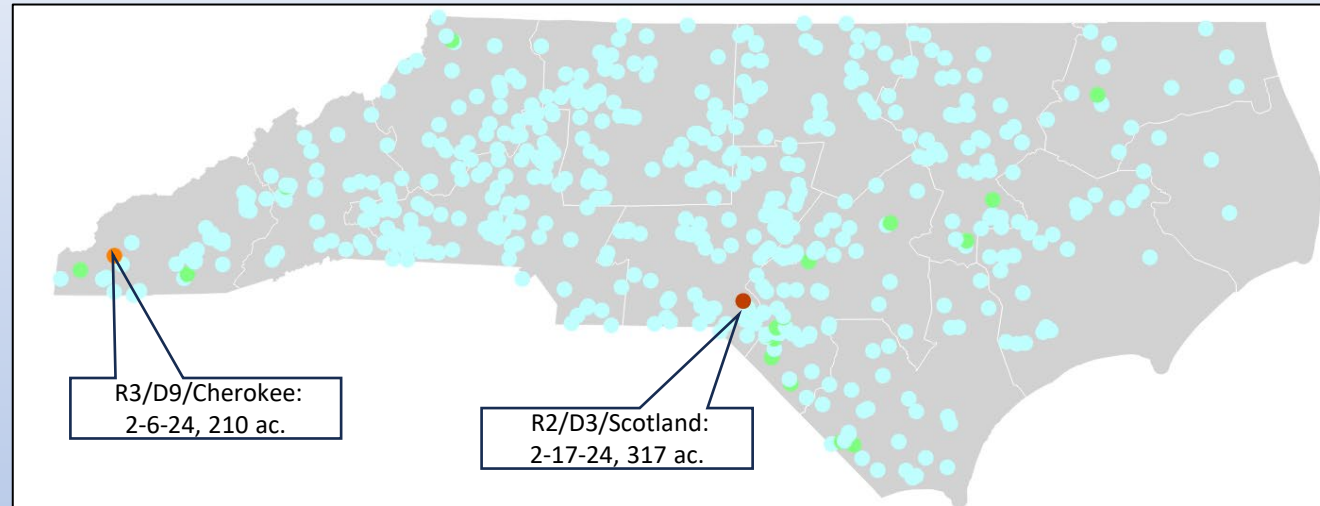 R3/D9/Cherokee:
2-6-24, 210 ac.
R2/D3/Scotland:
2-17-24, 317 ac.